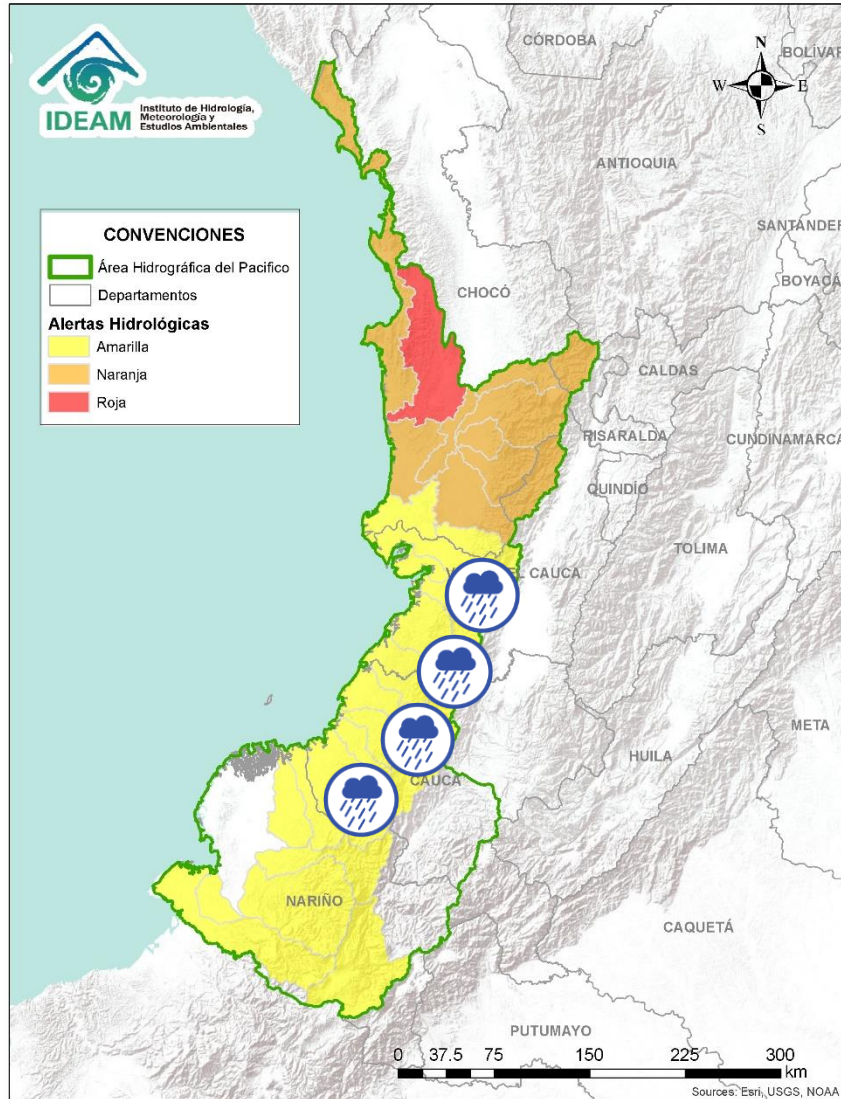 IDEAM
Instituto de Hidrología,
Meteorología y
Estudios Ambientales
N
W E
S
CÓRDOBA
BOLÍVAR
ANTIOQUIA
SANTANDER
BOYACÁ
CONVENCIONES
Área Hidrográfica del Pacifico
Departamentos
Alertas Hidrológicas
Amarilla
Naranja
Roja
CHOCÓ
CALDAS
RISARALDA
CUNDINAMARCA
QUINDÍO
TOLIMA
EL CAUCA
META
HUILA
CAUCA
NARIÑO
CAQUETÁ
PUTUMAYO
0 37.5 75 150 225 300
km
Sources: Esri, USGS, NOAA